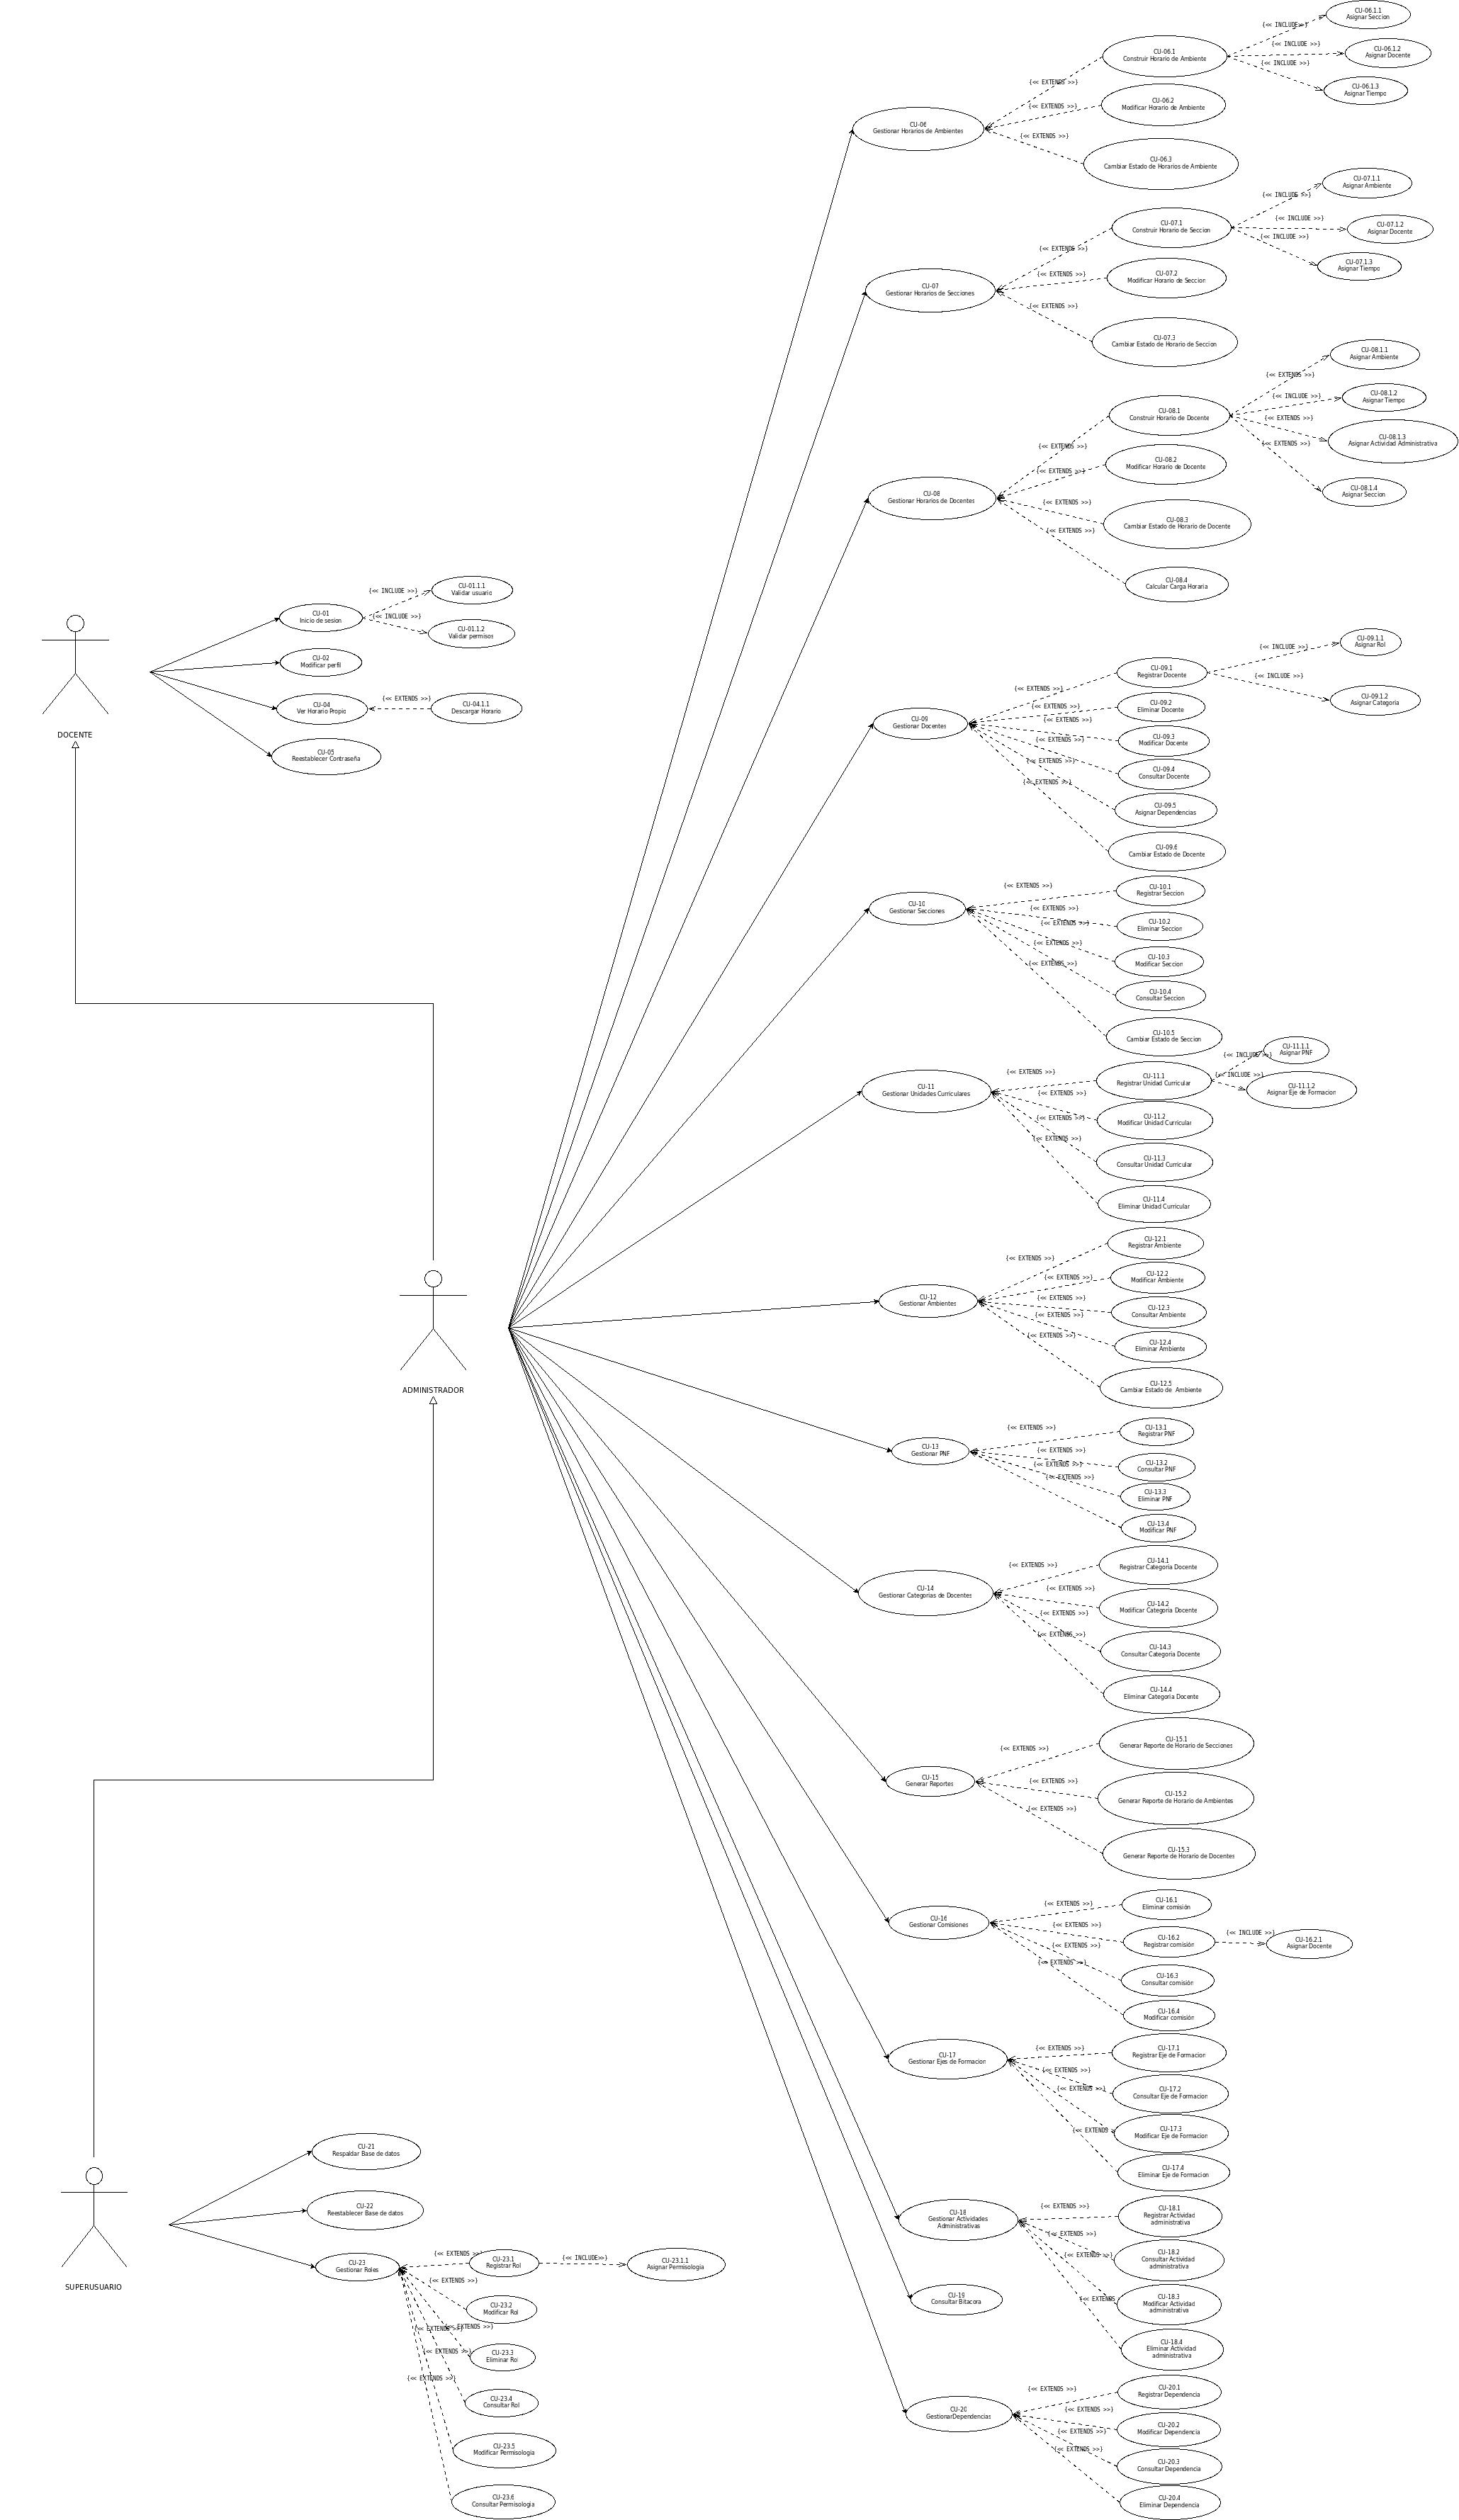 CU-06.1.1
Asignar Seccion
{<< INCLUDE>>}
CU-06.1
Construir Horario de Ambiente
{<< INCLUDE >>}
CU-06.1.2
Asignar Docente
{<< INCLUDE >>}
CU-06.1.3
Asignar Tiempo
{<< EXTENDS >>}
{<< EXTENDS >>}
CU-06.2
Modificar Horario de Ambiente
CU-06
Gestionar Horarios de Ambientes
{<< EXTENDS >>}
CU-06.3
Cambiar Estado de Horarios de Ambiente
CU-07.1.1
Asignar Ambiente
{<< INCLUDE >>}
CU-07.1
Construir Horario de Seccion
{<< INCLUDE >>}
CU-07.1.2
Asignar Docente
{<< INCLUDE >>}
CU-07.1.3
Asignar Tiempo
{<< EXTENDS >>}
{<< EXTENDS >>}
CU-07.2
Modificar Horario de Seccion
CU-07
Gestionar Horarios de Secciones
{<< EXTENDS >>}
CU-07.3
Cambiar Estado de Horario de Seccion
CU-08.1.1
Asignar Ambiente
{<< EXTENDS >>}
{<< INCLUDE >>}
CU-08.1.2
Asignar Tiempo
CU-08.1
Construir Horario de Docente
{<< EXTENDS >>}
CU-08.1.3
Asignar Actividad Administrativa
{<< EXTENDS >>}
CU-08.1.4
Asignar Seccion
{<< EXTENDS >>}
{<< EXTENDS >>}
CU-08.2
Modificar Horario de Docente
CU-08
Gestionar Horarios de Docentes
{<< EXTENDS >>}
CU-08.3
Cambiar Estado de Horario de Docente
{<< EXTENDS >>}
CU-08.4
Calcular Carga Horaria
DOCENTE
CU-01
Inicio de sesion
{<< INCLUDE >>}
CU-01.1.1
Validar usuario
{<< INCLUDE >>}
CU-01.1.2
Validar permisos
CU-02
Modificar perfil
CU-04
Ver Horario Propio
{<< EXTENDS >>}
CU-04.1.1
Descargar Horario
CU-05
Reestablecer Contraseña
CU-09.1.1
Asignar Rol
{<< INCLUDE >>}
CU-09.1
Registrar Docente
{<< INCLUDE >>}
CU-09.1.2
Asignar Categoria
{<< EXTENDS >>}
{<< EXTENDS >>}
CU-09.2
Eliminar Docente
CU-09
Gestionar Docentes
{<< EXTENDS >>}
CU-09.3
Modificar Docente
{<< EXTENDS >>}
CU-09.4
Consultar Docente
{<< EXTENDS >>}
CU-09.5
Asignar Dependencias
{<< EXTENDS >>}
CU-09.6
Cambiar Estado de Docente
{<< EXTENDS >>}
CU-10.1
Registrar Seccion
CU-10
Gestionar Secciones
{<< EXTENDS >>}
CU-10.2
Eliminar Seccion
{<< EXTENDS >>}
CU-10.3
Modificar Seccion
{<< EXTENDS >>}
CU-10.4
Consultar Seccion
{<< EXTENDS >>}
CU-10.5
Cambiar Estado de Seccion
CU-11.1.1
Asignar PNF
{<< INCLUDE >>}
{<< EXTENDS >>}
CU-11.1
Registrar Unidad Curricular
{<< INCLUDE >>}
CU-11.1.2
Asignar Eje de Formacion
CU-11
Gestionar Unidades Curriculares
{<< EXTENDS >>}
CU-11.2
Modificar Unidad Curricular
{<< EXTENDS >>}
CU-11.3
Consultar Unidad Curricular
{<< EXTENDS >>}
CU-11.4
Eliminar Unidad Curricular
{<< EXTENDS >>}
CU-12.1
Registrar Ambiente
{<< EXTENDS >>}
CU-12.2
Modificar Ambiente
CU-12
Gestionar Ambientes
{<< EXTENDS >>}
CU-12.3
Consultar Ambiente
{<< EXTENDS >>}
CU-12.4
Eliminar Ambiente
{<< EXTENDS >>}
CU-12.5
Cambiar Estado de Ambiente
ADMINISTRADOR
{<< EXTENDS >>}
CU-13.1
Registrar PNF
CU-13
Gestionar PNF
{<< EXTENDS >>}
CU-13.2
Consultar PNF
{<< EXTENDS >>}
CU-13.3
Eliminar PNF
{<< EXTENDS >>}
CU-13.4
Modificar PNF
{<< EXTENDS >>}
CU-14.1
Registrar Categoria Docente
CU-14
Gestionar Categorias de Docentes
{<< EXTENDS >>}
CU-14.2
Modificar Categoria Docente
{<< EXTENDS >>}
CU-14.3
Consultar Categoria Docente
{<< EXTENDS >>}
CU-14.4
Eliminar Categoria Docente
{<< EXTENDS >>}
CU-15.1
Generar Reporte de Horario de Secciones
CU-15
Generar Reportes
{<< EXTENDS >>}
CU-15.2
Generar Reporte de Horario de Ambientes
{<< EXTENDS >>}
CU-15.3
Generar Reporte de Horario de Docentes
{<< EXTENDS >>}
CU-16.1
Eliminar comisión
CU-16
Gestionar Comisiones
{<< EXTENDS >>}
CU-16.2
Registrar comisión
{<< INCLUDE >>}
CU-16.2.1
Asignar Docente
{<< EXTENDS >>}
CU-16.3
Consultar comisión
{<< EXTENDS >>}
CU-16.4
Modificar comisión
{<< EXTENDS >>}
CU-17.1
Registrar Eje de Formacion
CU-17
Gestionar Ejes de Formacion
{<< EXTENDS >>}
CU-17.2
Consultar Eje de Formacion
{<< EXTENDS >>}
CU-17.3
Modificar Eje de Formacion
{<< EXTENDS
CU-17.4
Eliminar Eje de Formacion
{<< EXTENDS >>}
CU-18.1
Registrar Actividad
administrativa
CU-18
Gestionar Actividades
Administrativas
{<< EXTENDS >>}
CU-18.2
Consultar Actividad
administrativa
{<< EXTENDS >>}
CU-18.3
Modificar Actividad
administrativa
{<< EXTENDS
CU-18.4
Eliminar Actividad
administrativa
CU-19
Consultar Bitacora
{<< EXTENDS >>}
CU-20.1
Registrar Dependencia
CU-20
GestionarDependencias
{<< EXTENDS >>}
CU-20.2
Modificar Dependencia
{<< EXTENDS >>}
CU-20.3
Consultar Dependencia
{<< EXTENDS >>}
CU-20.4
Eliminar Dependencia
SUPERUSUARIO
CU-21
Respaldar Base de datos
CU-22
Reestablecer Base de datos
CU-23
Gestionar Roles
{<< EXTENDS >>}
CU-23.1
Registrar Rol
{<< INCLUDE>>}
CU-23.1.1
Asignar Permisologia
{<< EXTENDS >>}
CU-23.2
Modificar Rol
{<< EXTENDS >>}
{<< EXTENDS >>}
CU-23.3
Eliminar Rol
{<< EXTENDS >>}
CU-23.4
Consultar Rol
{<< EXTENDS >>}
CU-23.5
Modificar Permisologia
CU-23.6
Consultar Permisologia